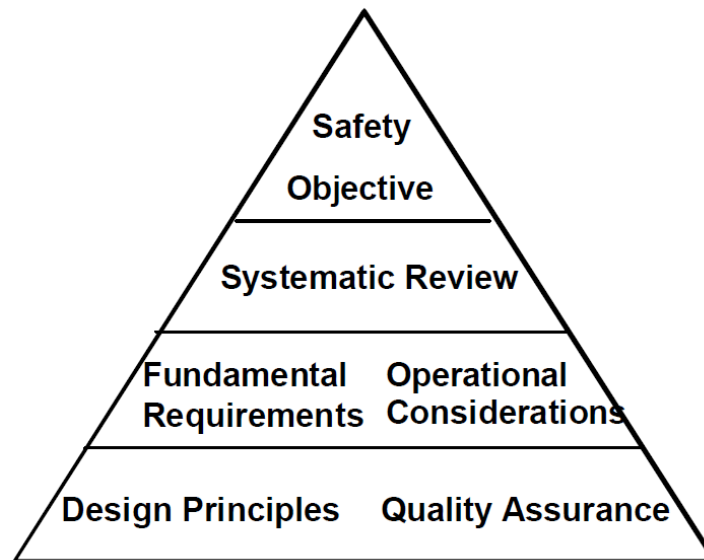 Safety
Objective
Systematic Review
Fundamental Requirements
Operational Considerations
Design Principles
Quality Assurance